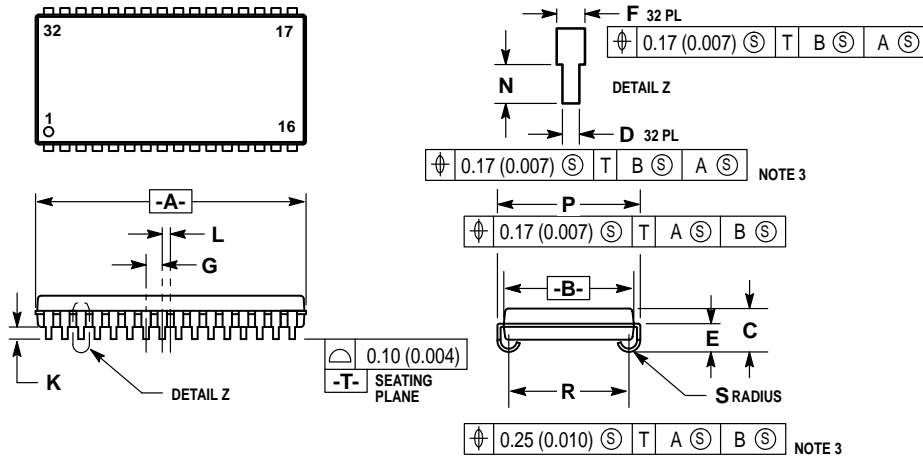 32 17
1 16
-A-
L
G
K
DETAIL Z
⌓ 0.10 (0.004)
-T- SEATING PLANE
F 32 PL
⌖ 0.17 (0.007) Ⓢ T B Ⓢ A Ⓢ
N
DETAIL Z
D 32 PL
⌖ 0.17 (0.007) Ⓢ T B Ⓢ A Ⓢ NOTE 3
P
⌖ 0.17 (0.007) Ⓢ T A Ⓢ B Ⓢ
-B-
E C
R
S RADIUS
⌖ 0.25 (0.010) Ⓢ T A Ⓢ B Ⓢ NOTE 3